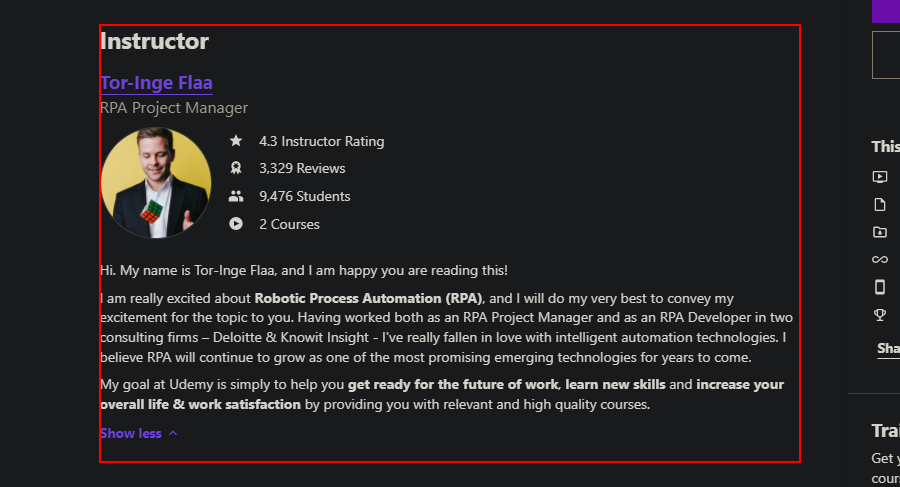 Instructor
Tor-Inge Flaa
RPA Project Manager
4.3 Instructor Rating
3,329 Reviews
9,476 Students
2 Courses
Hi. My name is Tor-Inge Flaa, and I am happy you are reading this!
I am really excited about Robotic Process Automation (RPA), and I will do my very best to convey my
excitement for the topic to you. Having worked both as an RPA Project Manager and as an RPA Developer in two
consulting firms – Deloitte & Knowit Insight - I've really fallen in love with intelligent automation technologies. I
believe RPA will continue to grow as one of the most promising emerging technologies for years to come.
My goal at Udemy is simply to help you get ready for the future of work, learn new skills and increase your
overall life & work satisfaction by providing you with relevant and high quality courses.
Show less
This
Get